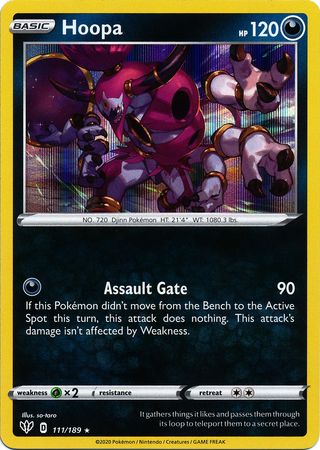 BASIC
Hoopa
HP 120
NO. 720 Djinn Pokémon HT: 21'4" WT: 1080.3 lbs.
Assault Gate 90
If this Pokémon didn't move from the Bench to the Active
Spot this turn, this attack does nothing. This attack's
damage isn't affected by Weakness.
weakness ×2 resistance retreat
Illus. so-taro
D 111/189 ★
It gathers things it likes and passes them through
its loop to teleport them to a secret place.
©2020 Pokémon / Nintendo / Creatures / GAME FREAK